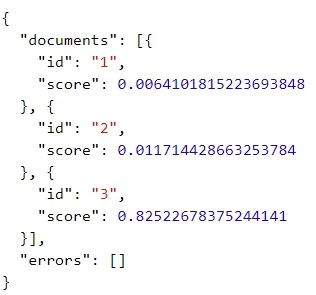 {
  "documents": [{
    "id": "1",
    "score": 0.0064101815223693848
  }, {
    "id": "2",
    "score": 0.011714428663253784
  }, {
    "id": "3",
    "score": 0.82522678375244141
  }],
  "errors": []
}